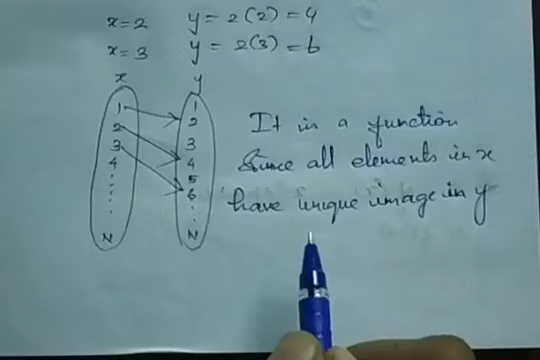 x=2 y = 2(2) = 4
x=3 y = 2(3) = 6
x y
1 1
2 2
3 3
4 4
5
6
N N
It is a function
Since all elements in x
have unique image in y